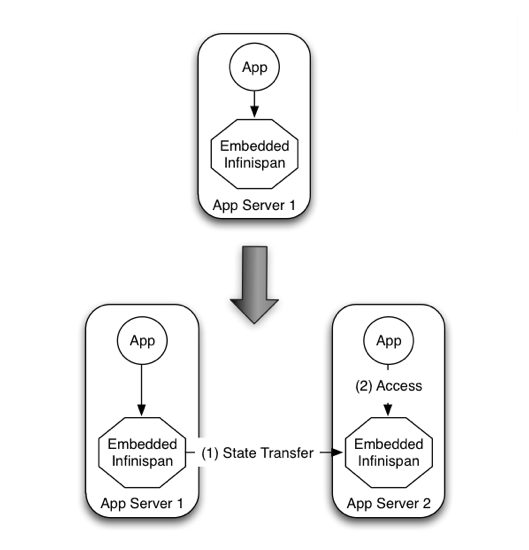 App
Embedded
Infinispan
App Server 1
App
App
(2) Access
Embedded
Infinispan
(1) State Transfer
Embedded
Infinispan
App Server 1
App Server 2